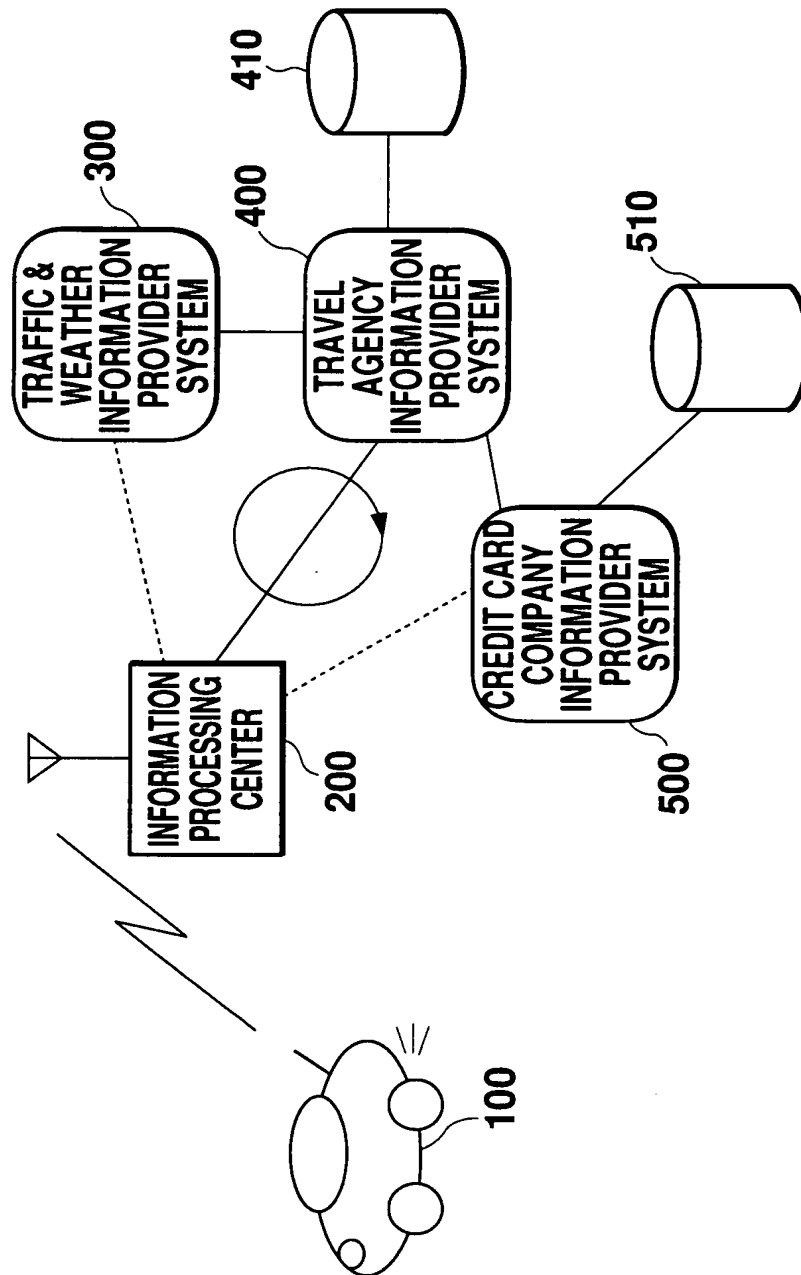 100
INFORMATION
PROCESSING
CENTER
200
TRAFFIC &
WEATHER
INFORMATION
PROVIDER
SYSTEM
300
TRAVEL
AGENCY
INFORMATION
PROVIDER
SYSTEM
400
410
CREDIT CARD
COMPANY
INFORMATION
PROVIDER
SYSTEM
500
510